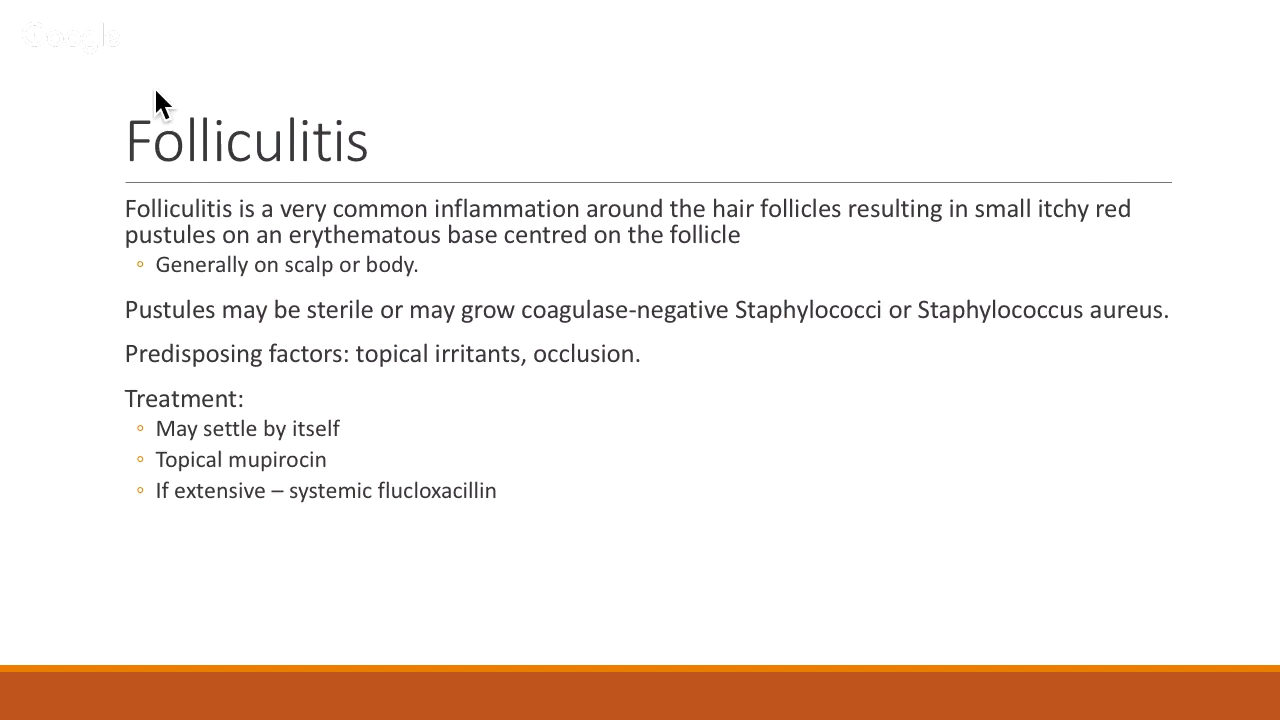 Google
Folliculitis
Folliculitis is a very common inflammation around the hair follicles resulting in small itchy red
pustules on an erythematous base centred on the follicle
◦ Generally on scalp or body.
Pustules may be sterile or may grow coagulase-negative Staphylococci or Staphylococcus aureus.
Predisposing factors: topical irritants, occlusion.
Treatment:
◦ May settle by itself
◦ Topical mupirocin
◦ If extensive – systemic flucloxacillin